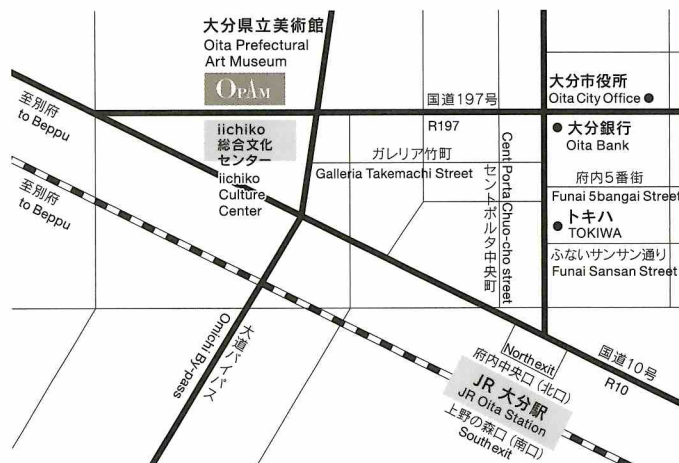 大分県立美術館
Oita Prefectural
Art Museum
OPAM
至別府
to Beppu
国道197号
R197
大分市役所
Oita City Office
大分銀行
Oita Bank
iichiko
総合文化
センター
iichiko
Culture
Center
ガレリア竹町
Galleria Takemachi Street
Cent Porta Chuo-cho street
セントポルタ中央町
府内5番街
Funai 5bangai Street
トキハ
TOKIWA
ふないサンサン通り
Funai Sansan Street
至別府
to Beppu
大道バイパス
Omichi By-pass
Northexit
府内中央口(北口)
JR 大分駅
JR Oita Station
上野の森口(南口)
Southexit
国道10号
R10